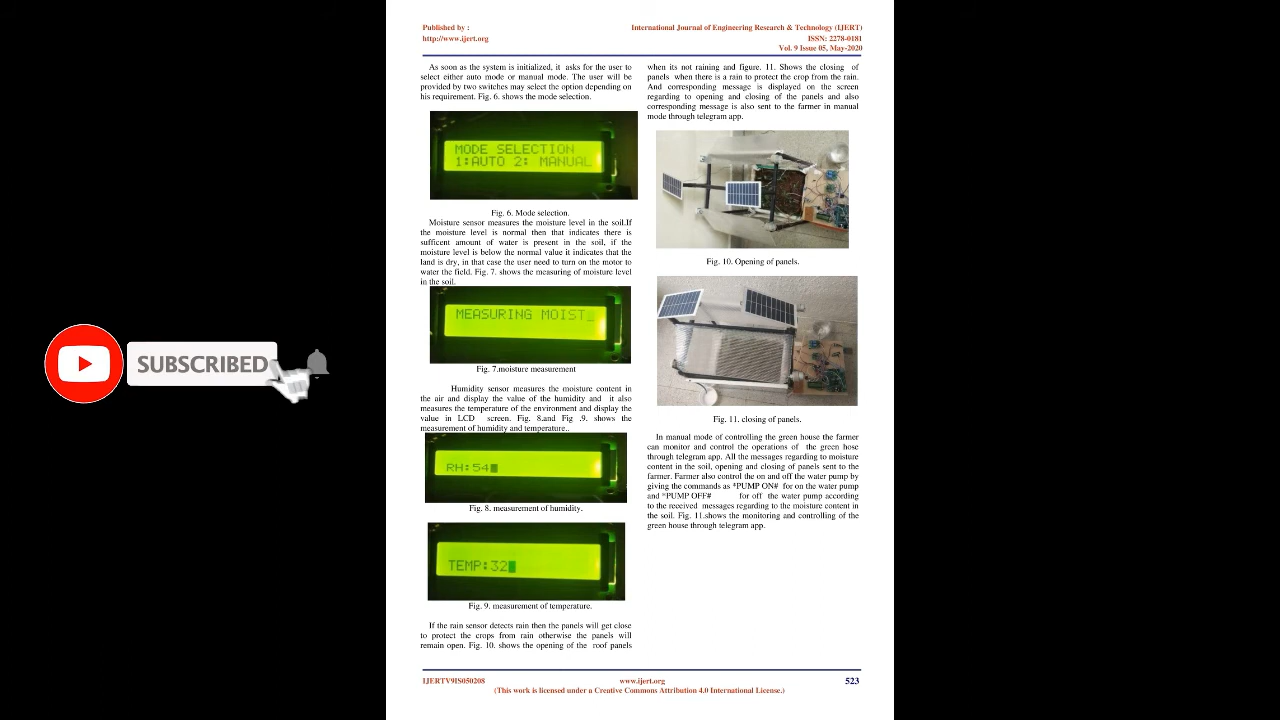 Published by :
http://www.ijert.org
International Journal of Engineering Research & Technology (IJERT)
ISSN: 2278-0181
Vol. 9 Issue 05, May-2020
As soon as the system is initialized, it asks for the user to
select either auto mode or manual mode. The user will be
provided by two switches may select the option depending on
his requirement. Fig. 6. shows the mode selection.
MODE SELECTION
1:AUTO 2: MANUAL
Fig. 6. Mode selection.
Moisture sensor measures the moisture level in the soil.If
the moisture level is normal then that indicates there is
sufficent amount of water is present in the soil, if the
moisture level is below the normal value it indicates that the
land is dry, in that case the user need to turn on the motor to
water the field. Fig. 7. shows the measuring of moisture level
in the soil.
MEASURING MOIST_
Fig. 7.moisture measurement
Humidity sensor measures the moisture content in
the air and display the value of the humidity and it also
measures the temperature of the environment and display the
value in LCD screen. Fig. 8.and Fig .9. shows the
measurement of humidity and temperature..
RH:54
Fig. 8. measurement of humidity.
TEMP:32
Fig. 9. measurement of temperature.
If the rain sensor detects rain then the panels will get close
to protect the crops from rain otherwise the panels will
remain open. Fig. 10. shows the opening of the roof panels
when its not raining and figure. 11. Shows the closing of
panels when there is a rain to protect the crop from the rain.
And corresponding message is displayed on the screen
regarding to opening and closing of the panels and also
corresponding message is also sent to the farmer in manual
mode through telegram app.
Fig. 10. Opening of panels.
Fig. 11. closing of panels.
In manual mode of controlling the green house the farmer
can monitor and control the operations of the green hose
through telegram app. All the messages regarding to moisture
content in the soil, opening and closing of panels sent to the
farmer. Farmer also control the on and off the water pump by
giving the commands as *PUMP ON# for on the water pump
and *PUMP OFF# for off the water pump according
to the received messages regarding to the moisture content in
the soil. Fig. 11.shows the monitoring and controlling of the
green house through telegram app.
SUBSCRIBED
IJERTV9IS050208
www.ijert.org
523
(This work is licensed under a Creative Commons Attribution 4.0 International License.)